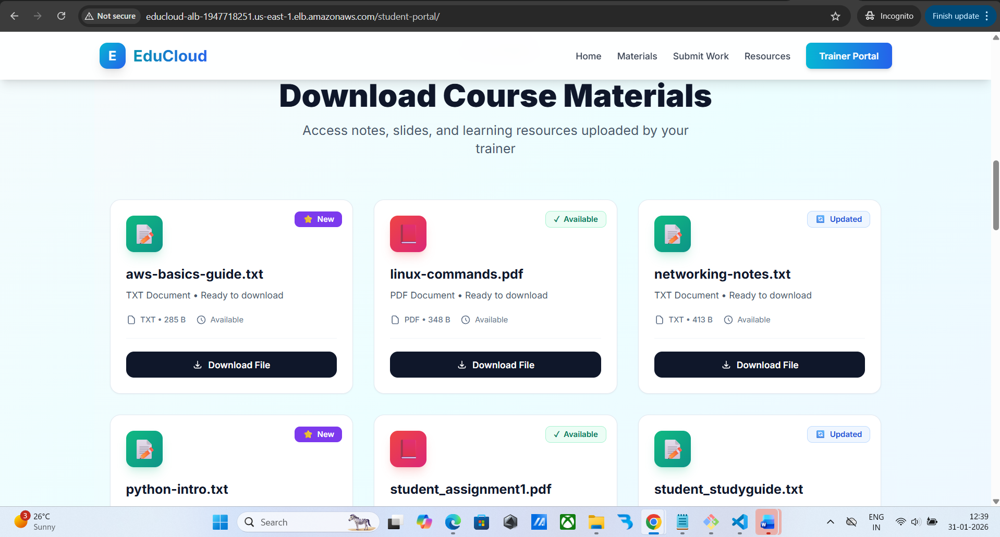 Not secure
educloud-alb-1947718251.us-east-1.elb.amazonaws.com/student-portal/
Incognito
Finish update
E
EduCloud
Home
Materials
Submit Work
Resources
Trainer Portal
Download Course Materials
Access notes, slides, and learning resources uploaded by your
trainer
New
aws-basics-guide.txt
TXT Document • Ready to download
TXT • 285 B
Available
Download File
✓ Available
linux-commands.pdf
PDF Document • Ready to download
PDF • 348 B
Available
Download File
Updated
networking-notes.txt
TXT Document • Ready to download
TXT • 413 B
Available
Download File
New
python-intro.txt
✓ Available
student_assignment1.pdf
Updated
student_studyguide.txt
3
26°C
Sunny
Search
W
ENG
IN
12:39
31-01-2026